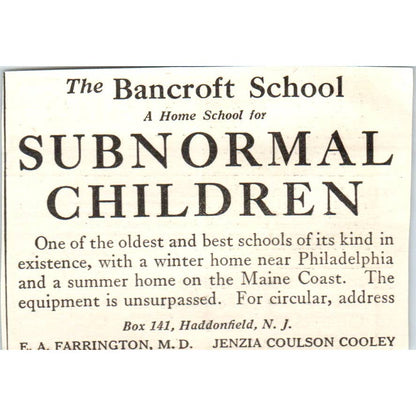 The Bancroft School
A Home School for
SUBNORMAL
CHILDREN
One of the oldest and best schools of its kind in
existence, with a winter home near Philadelphia
and a summer home on the Maine Coast. The
equipment is unsurpassed. For circular, address
Box 141, Haddonfield, N. J.
E. A. FARRINGTON, M. D. JENZIA COULSON COOLEY